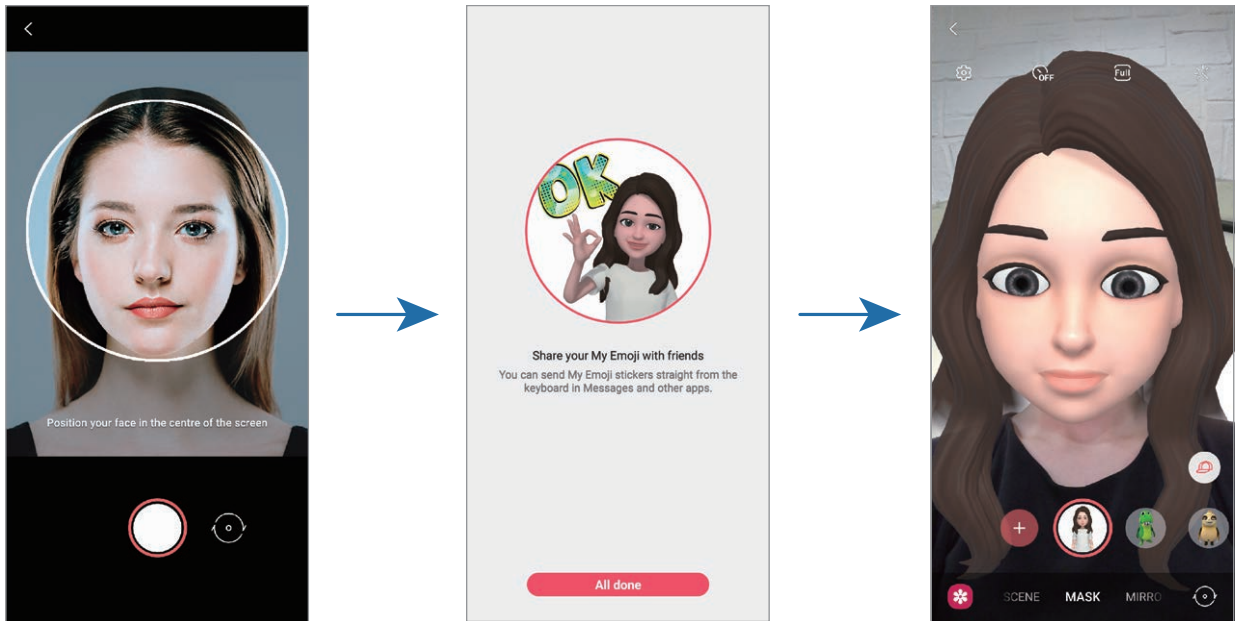 Position your face in the centre of the screen
OK
Share your My Emoji with friends
You can send My Emoji stickers straight from the
keyboard in Messages and other apps.
All done
OFF
Full
SCENE
MASK
MIRRO